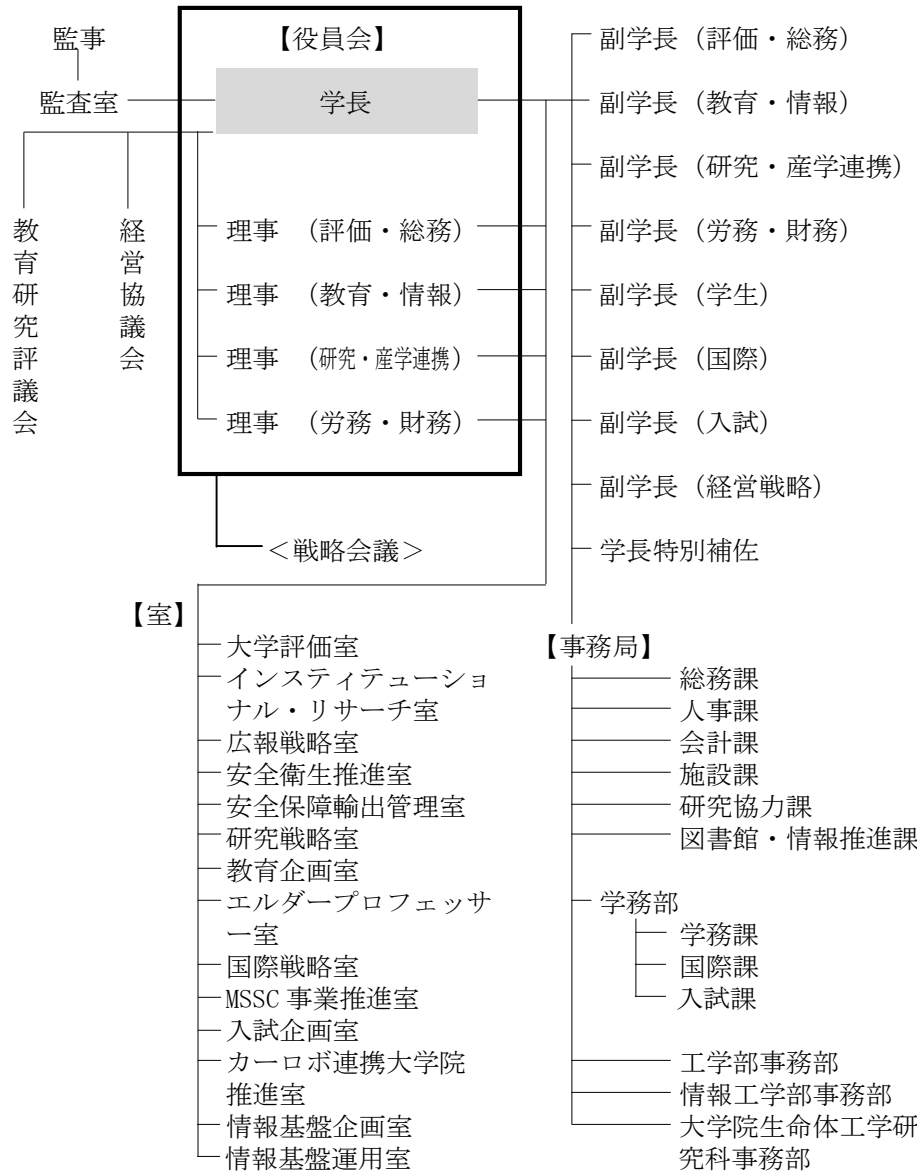 監事
監査室
教育研究評議会
経営協議会
【役員会】
学長
理事 (評価・総務)
理事 (教育・情報)
理事 (研究・産学連携)
理事 (労務・財務)
<戦略会議>
副学長 (評価・総務)
副学長 (教育・情報)
副学長 (研究・産学連携)
副学長 (労務・財務)
副学長 (学生)
副学長 (国際)
副学長 (入試)
副学長 (経営戦略)
学長特別補佐
【室】
大学評価室
インスティテューショ
ナル・リサーチ室
広報戦略室
安全衛生推進室
安全保障輸出管理室
研究戦略室
教育企画室
エルダープロフェッサ
ー室
国際戦略室
MSSC 事業推進室
入試企画室
カーロボ連携大学院
推進室
情報基盤企画室
情報基盤運用室
【事務局】
総務課
人事課
会計課
施設課
研究協力課
図書館・情報推進課
学務部
学務課
国際課
入試課
工学部事務部
情報工学部事務部
大学院生命体工学研
究科事務部